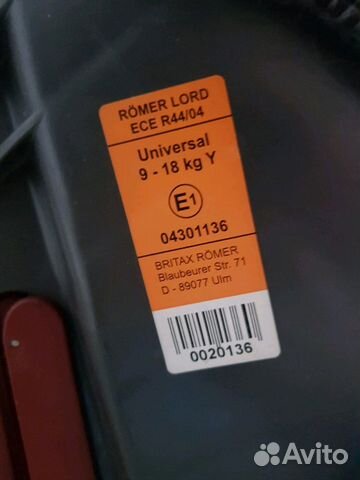 RÖMER LORD
ECE R44/04
Universal
9 - 18 kg Y
E1
04301136
BRITAX RÖMER
Blaubeurer Str. 71
D - 89077 Ulm
0020136
Avito